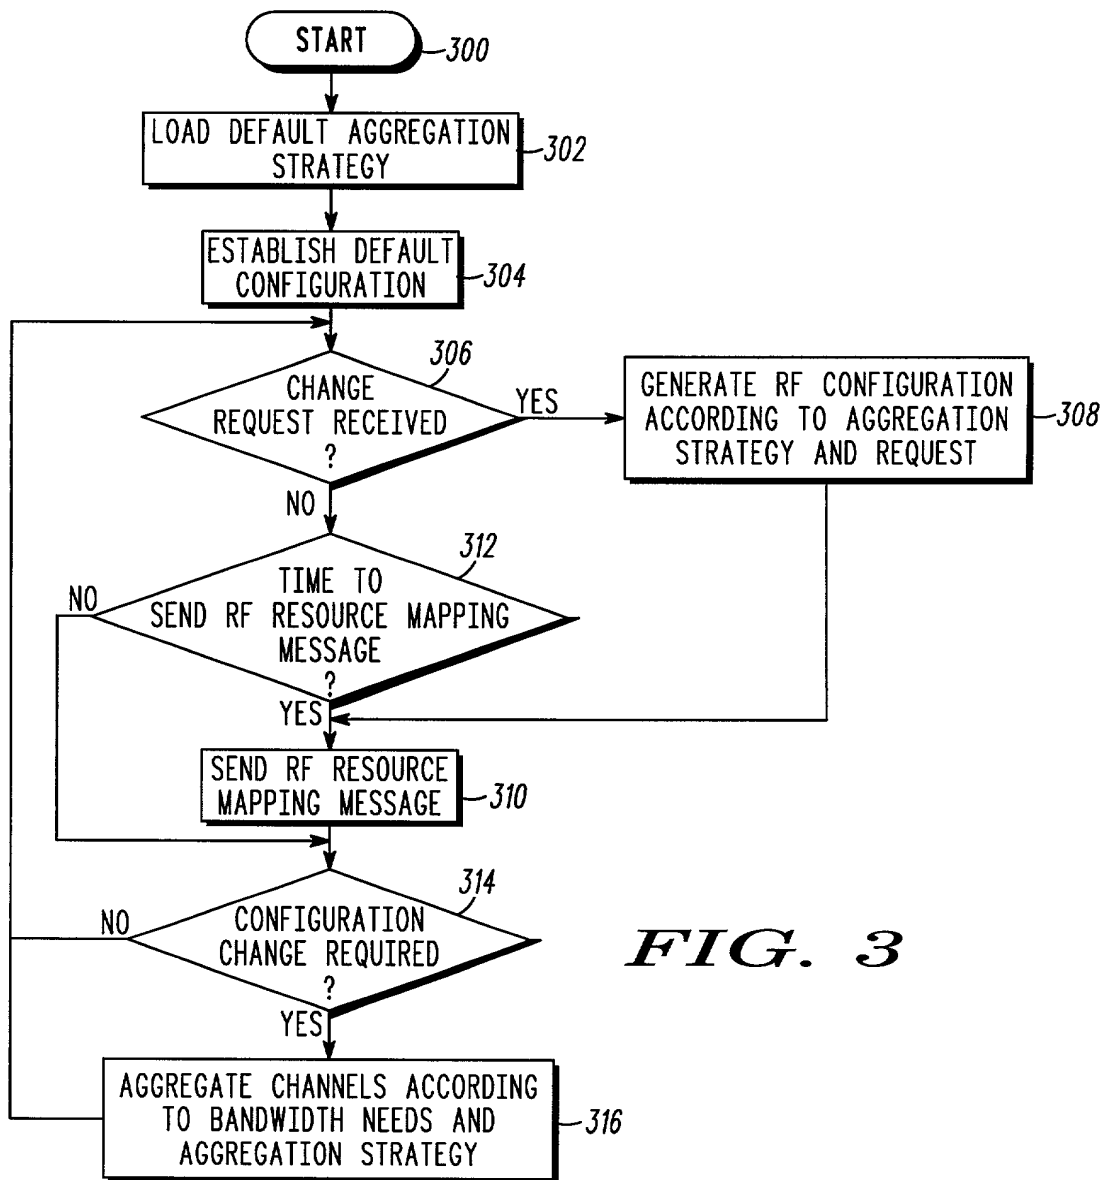 START
300
LOAD DEFAULT AGGREGATION
STRATEGY
302
ESTABLISH DEFAULT
CONFIGURATION
304
306
CHANGE
REQUEST RECEIVED
?
YES
GENERATE RF CONFIGURATION
ACCORDING TO AGGREGATION
STRATEGY AND REQUEST
308
NO
312
TIME TO
SEND RF RESOURCE MAPPING
MESSAGE
?
NO
YES
SEND RF RESOURCE
MAPPING MESSAGE
310
314
CONFIGURATION
CHANGE REQUIRED
?
NO
YES
FIG. 3
AGGREGATE CHANNELS ACCORDING
TO BANDWIDTH NEEDS AND
AGGREGATION STRATEGY
316